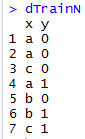 > dTrainN
  x y
1 a 0
2 a 0
3 c 0
4 a 1
5 b 0
6 b 1
7 c 1